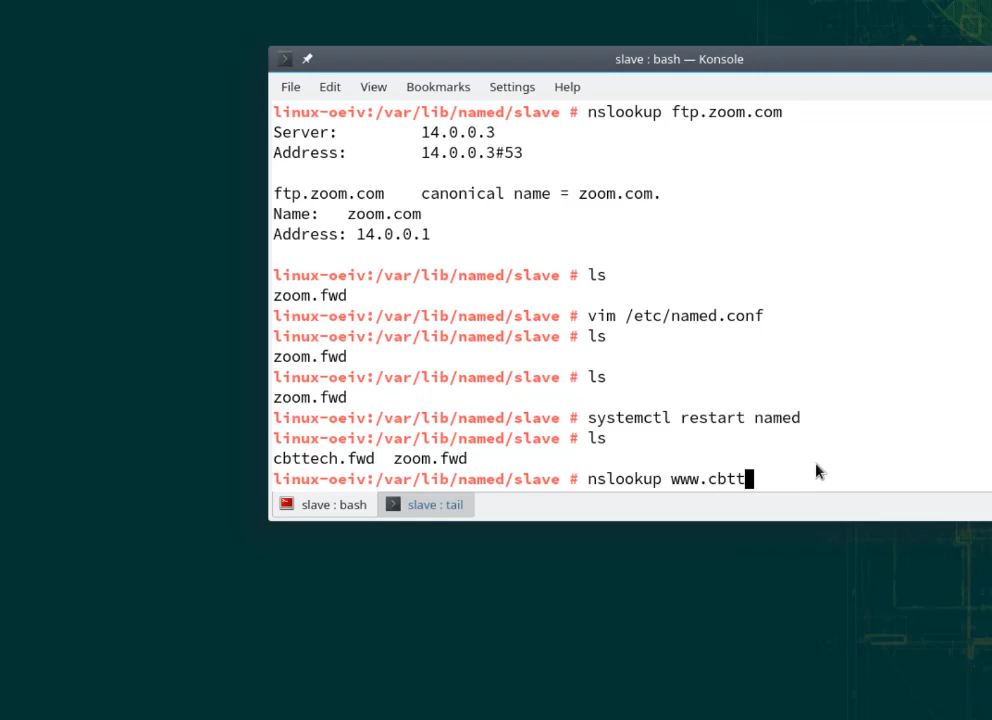 slave : bash — Konsole
File Edit View Bookmarks Settings Help
linux-oeiv:/var/lib/named/slave # nslookup ftp.zoom.com
Server: 14.0.0.3
Address: 14.0.0.3#53
ftp.zoom.com canonical name = zoom.com.
Name: zoom.com
Address: 14.0.0.1
linux-oeiv:/var/lib/named/slave # ls
zoom.fwd
linux-oeiv:/var/lib/named/slave # vim /etc/named.conf
linux-oeiv:/var/lib/named/slave # ls
zoom.fwd
linux-oeiv:/var/lib/named/slave # ls
zoom.fwd
linux-oeiv:/var/lib/named/slave # systemctl restart named
linux-oeiv:/var/lib/named/slave # ls
cbttech.fwd zoom.fwd
linux-oeiv:/var/lib/named/slave # nslookup www.cbtt
slave : bash slave : tail